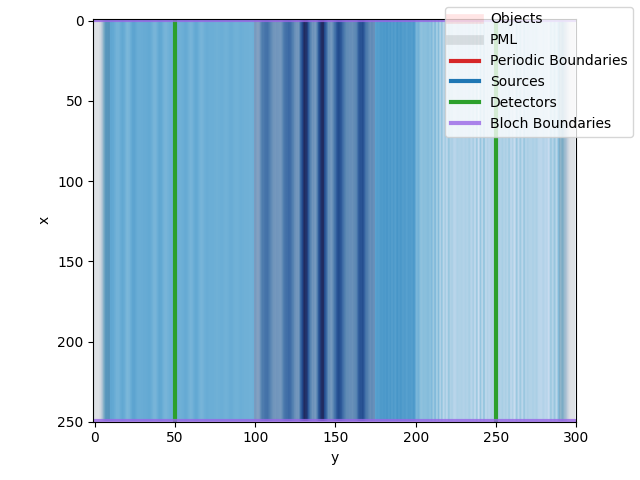 Objects
PML
Periodic Boundaries
Sources
Detectors
Bloch Boundaries
0
50
100
150
200
250
x
0 50 100 150 200 250 300
y